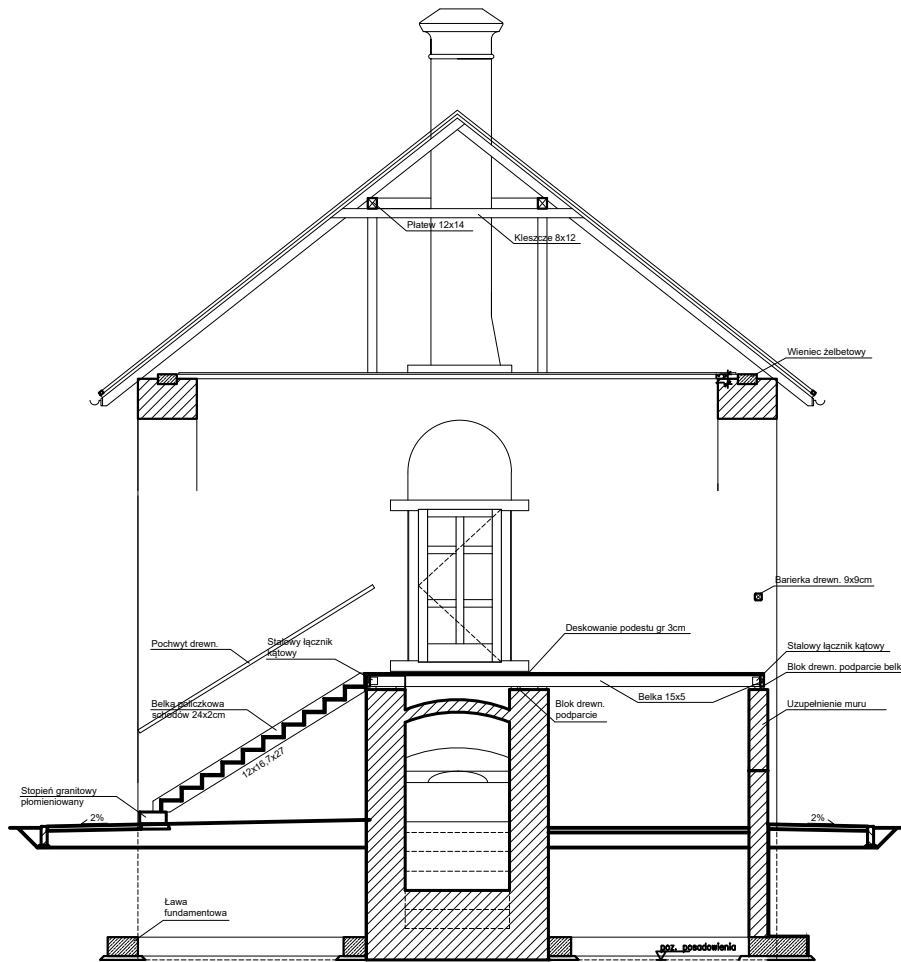 Płatew 12x14
Kleszcze 8x12
Wieniec żelbetowy
Barierka drewn. 9x9cm
Deskowanie podestu gr 3cm
Pochwyt drewn.
Stalowy łącznik
kątowy
Stalowy łącznik kątowy
Blok drewn. podparcie belk
Belka policzkowa
schodów 24x2cm
Belka 15x5
Blok drewn.
podparcie
Uzupełnienie muru
12x16,7x27
Stopień granitowy
płomieniowany
2%
2%
Ława
fundamentowa
poz. posadowienia